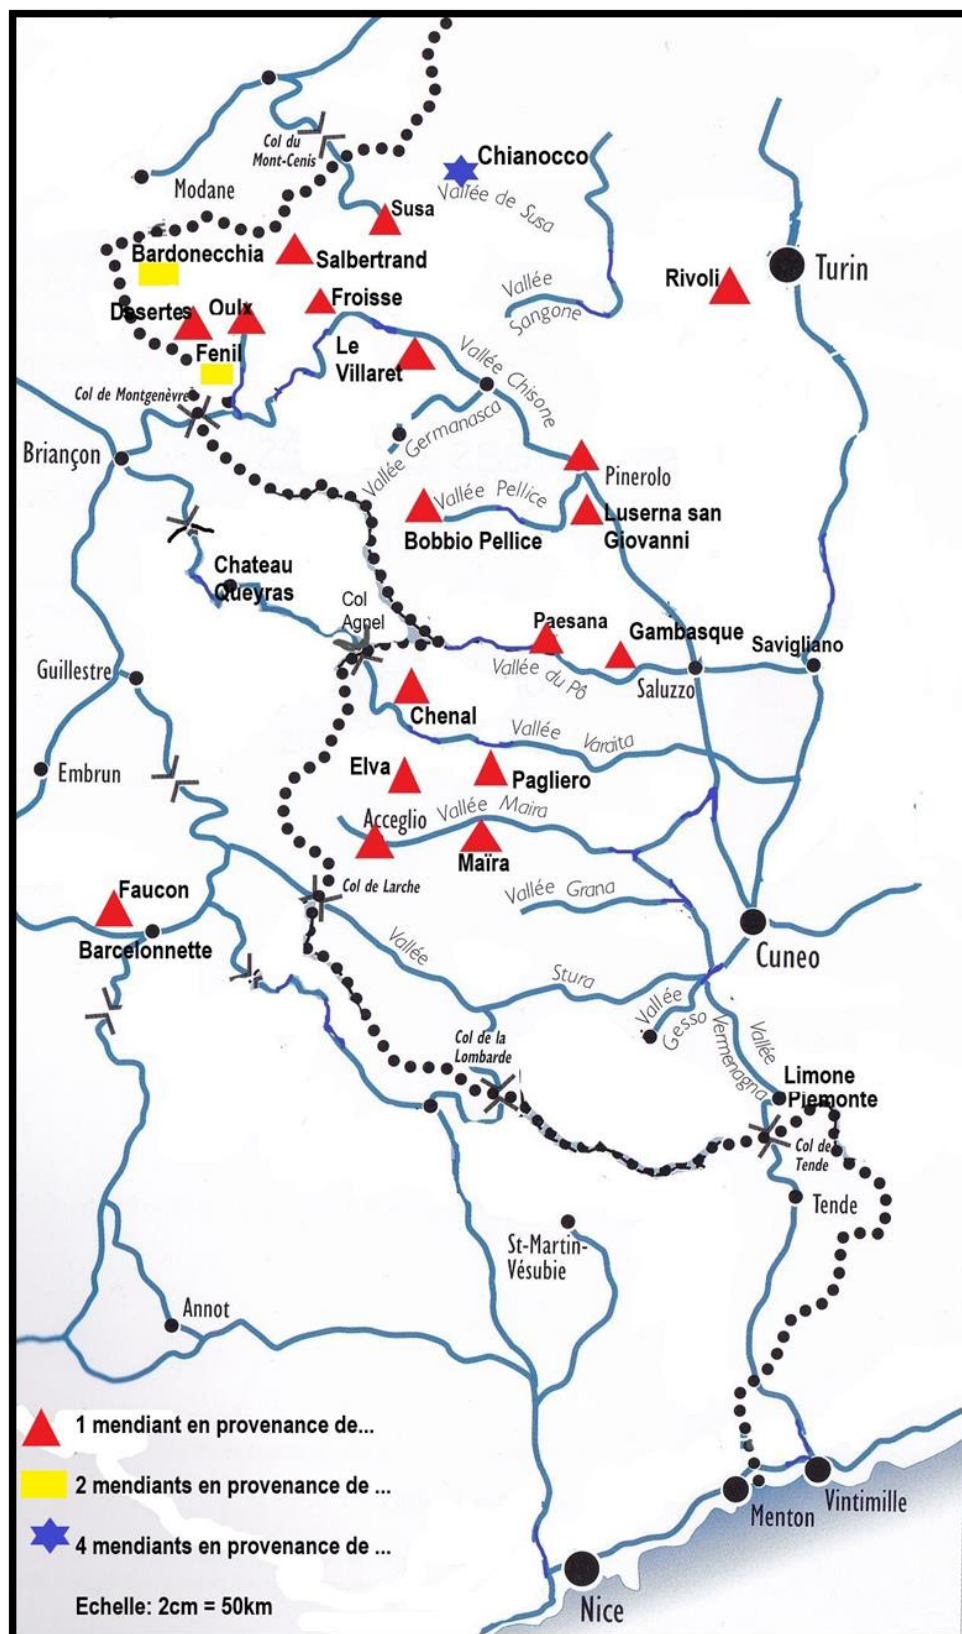 Col du
Mont-Cenis
Chianocco
Modane
Vallée de Susa
Susa
Bardonecchia
Salbertrand
Turin
Rivoli
Vallée
Sangone
Desertes
Oulx
Froisse
Fenil
Le
Villaret
Vallée Chisone
Col de Montgenèvre
Vallée Germanasca
Briançon
Pinerolo
Vallée Pellice
Luserna san
Giovanni
Bobbio Pellice
Chateau
Queyras
Col
Agnel
Paesana
Gambasque
Savigliano
Guillestre
Vallée du Pô
Saluzzo
Chenal
Vallée Varaita
Elva
Pagliero
Embrun
Acceglio
Vallée Maira
Maïra
Col de Larche
Vallée Grana
Faucon
Barcelonnette
Cuneo
Vallée
Stura
Vallée
Gesso
Vallée
Vermenagna
Col de la
Lombarde
Limone
Piemonte
Col de
Tende
Tende
St-Martin-
Vésubie
Annot
1 mendiant en provenance de...
2 mendiants en provenance de ...
4 mendiants en provenance de ...
Echelle: 2cm = 50km
Menton
Vintimille
Nice